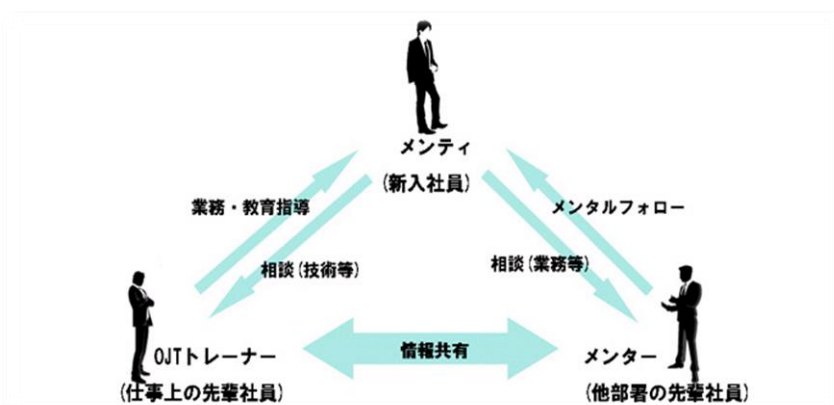 メンティ
(新入社員)
業務・教育指導
メンタルフォロー
相談(技術等)
相談(業務等)
情報共有
OJTトレーナー
(仕事上の先輩社員)
メンター
(他部署の先輩社員)